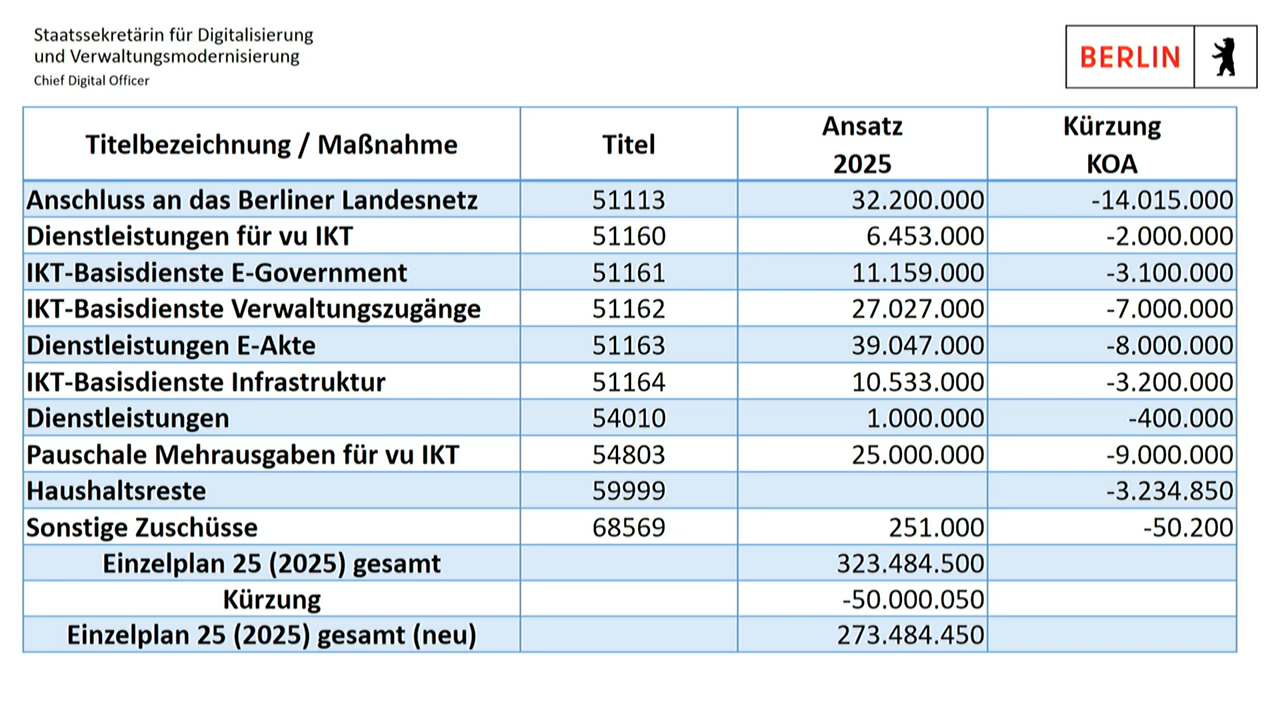 Staatssekretärin für Digitalisierung
und Verwaltungsmodernisierung
Chief Digital Officer
BERLIN
Titelbezeichnung / Maßnahme Titel Ansatz 2025 Kürzung KOA
Anschluss an das Berliner Landesnetz 51113 32.200.000 -14.015.000
Dienstleistungen für vu IKT 51160 6.453.000 -2.000.000
IKT-Basisdienste E-Government 51161 11.159.000 -3.100.000
IKT-Basisdienste Verwaltungszugänge 51162 27.027.000 -7.000.000
Dienstleistungen E-Akte 51163 39.047.000 -8.000.000
IKT-Basisdienste Infrastruktur 51164 10.533.000 -3.200.000
Dienstleistungen 54010 1.000.000 -400.000
Pauschale Mehrausgaben für vu IKT 54803 25.000.000 -9.000.000
Haushaltsreste 59999 -3.234.850
Sonstige Zuschüsse 68569 251.000 -50.200
Einzelplan 25 (2025) gesamt 323.484.500
Kürzung -50.000.050
Einzelplan 25 (2025) gesamt (neu) 273.484.450